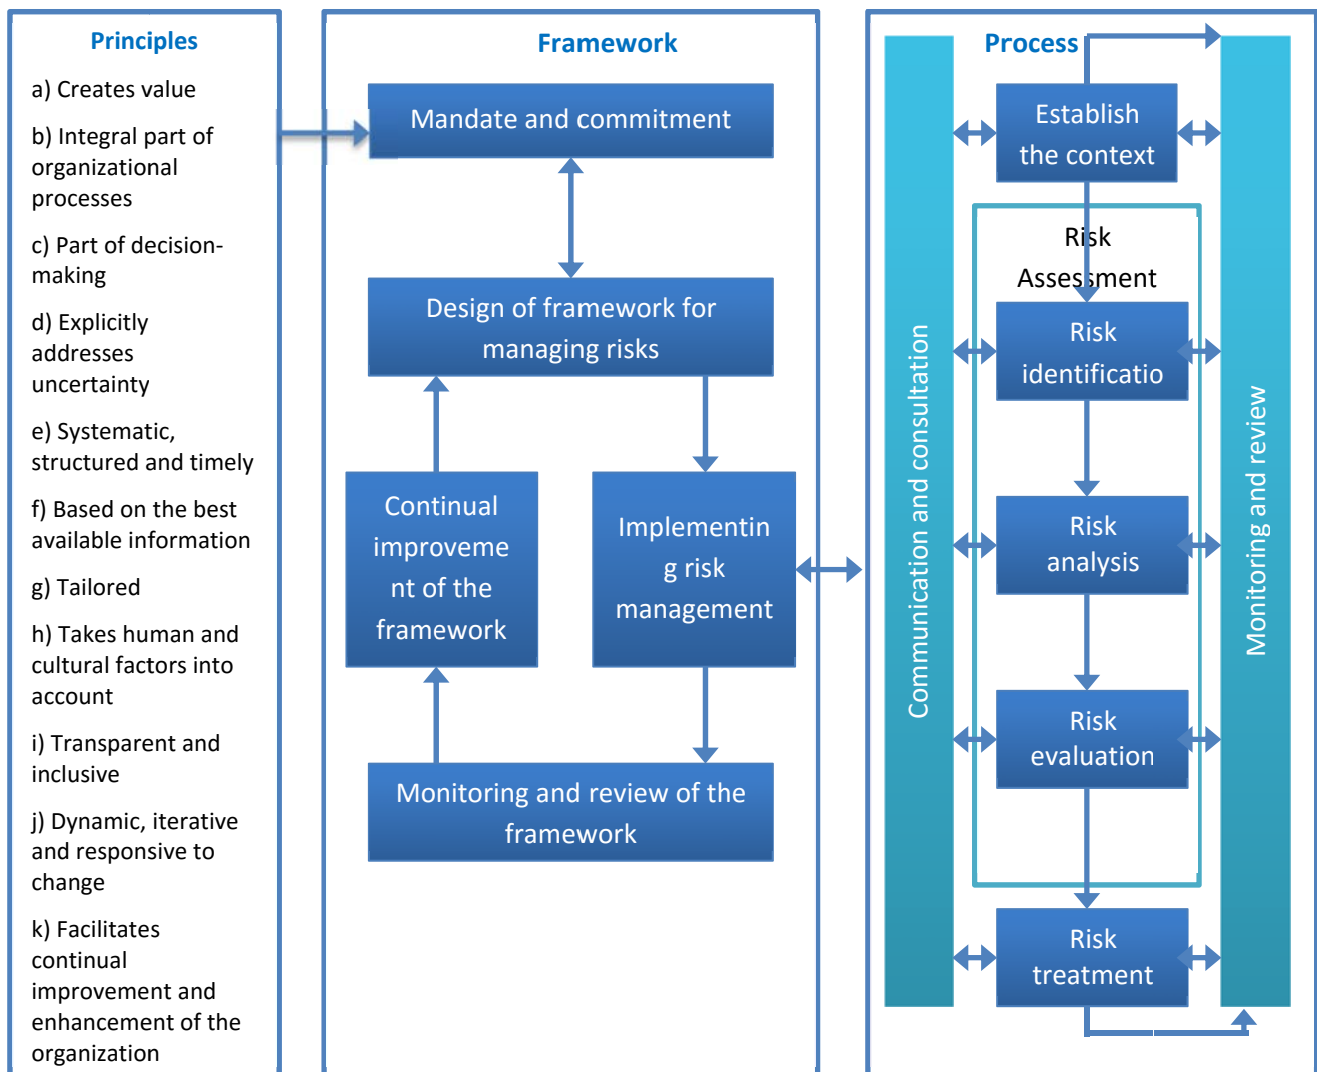 Principles
a) Creates value
b) Integral part of
organizational
processes
c) Part of decision-
making
d) Explicitly
addresses
uncertainty
e) Systematic,
structured and timely
f) Based on the best
available information
g) Tailored
h) Takes human and
cultural factors into
account
i) Transparent and
inclusive
j) Dynamic, iterative
and responsive to
change
k) Facilitates
continual
improvement and
enhancement of the
organization
Framework
Mandate and commitment
Design of framework for
managing risks
Continual
improveme
nt of the
framework
Implementin
g risk
management
Monitoring and review of the
framework
Process
Communication and consultation
Establish
the context
Risk
Assessment
Risk
identificatio
Risk
analysis
Risk
evaluation
Risk
treatment
Monitoring and review